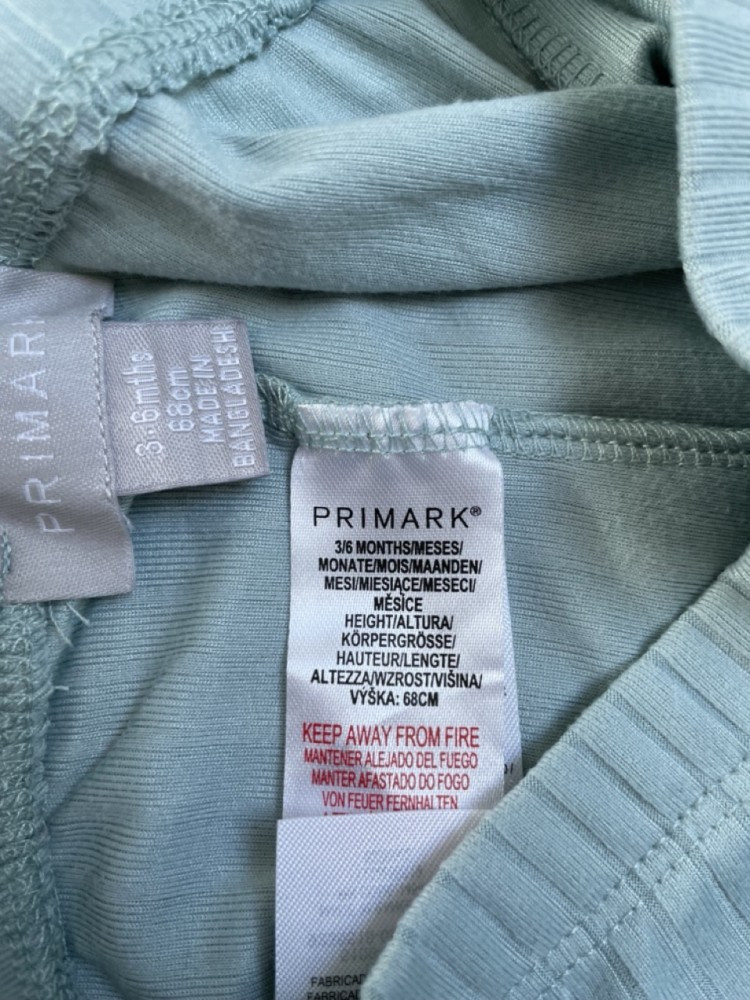 PRIMARK
3-6mths
68cm
MADE IN
BANGLADESH
PRIMARK®
3/6 MONTHS/MESES/
MONATE/MOIS/MAANDEN/
MESI/MIESIĄCE/MESECI/
MĚSÍCE
HEIGHT/ALTURA/
KÖRPERGRÖSSE/
HAUTEUR/LENGTE/
ALTEZZA/WZROST/VIŠINA/
VÝŠKA: 68CM
KEEP AWAY FROM FIRE
MANTENER ALEJADO DEL FUEGO
MANTER AFASTADO DO FOGO
VON FEUER FERNHALTEN